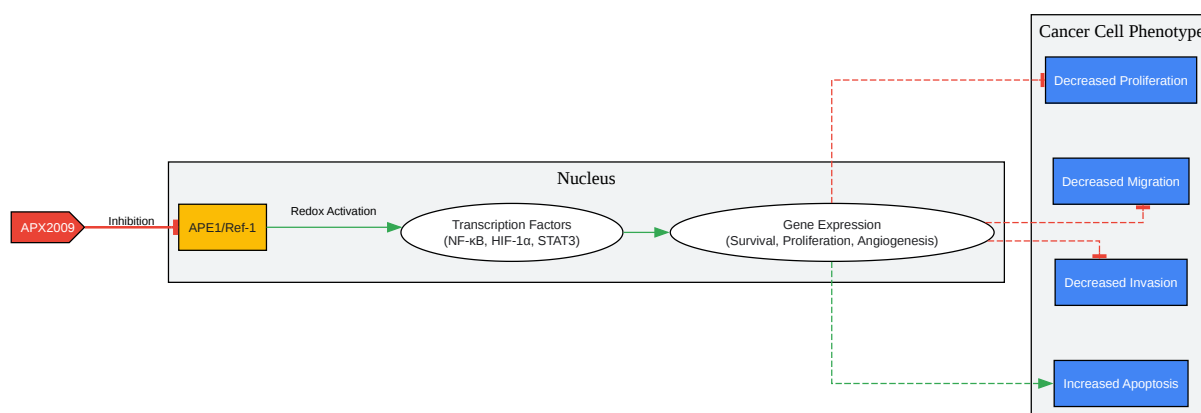 Cancer Cell Phenotype
Decreased Proliferation
Nucleus
Decreased Migration
APX2009
Inhibition
APE1/Ref-1
Redox Activation
Transcription Factors
(NF-κB, HIF-1α, STAT3)
Gene Expression
(Survival, Proliferation, Angiogenesis)
Decreased Invasion
Increased Apoptosis